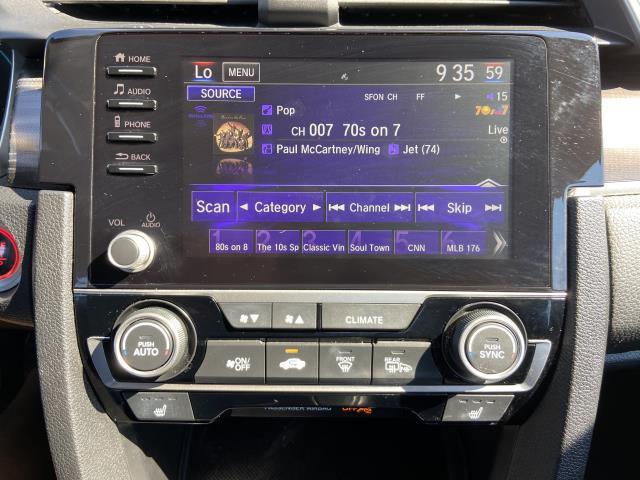 HOME
AUDIO
PHONE
BACK
VOL
AUDIO
Lo MENU 9 35 59
SOURCE SFON CH FF 15
Pop
CH 007 70s on 7
Live
Paul McCartney/Wing Jet (74)
Scan Category Channel Skip
1 2 3 4 5 6
80s on 8 The 10s Sp Classic Vin Soul Town CNN MLB 176
CLIMATE
PUSH AUTO
ON/OFF
FRONT
REAR
PUSH SYNC
PASSENGER AIRBAG OFF